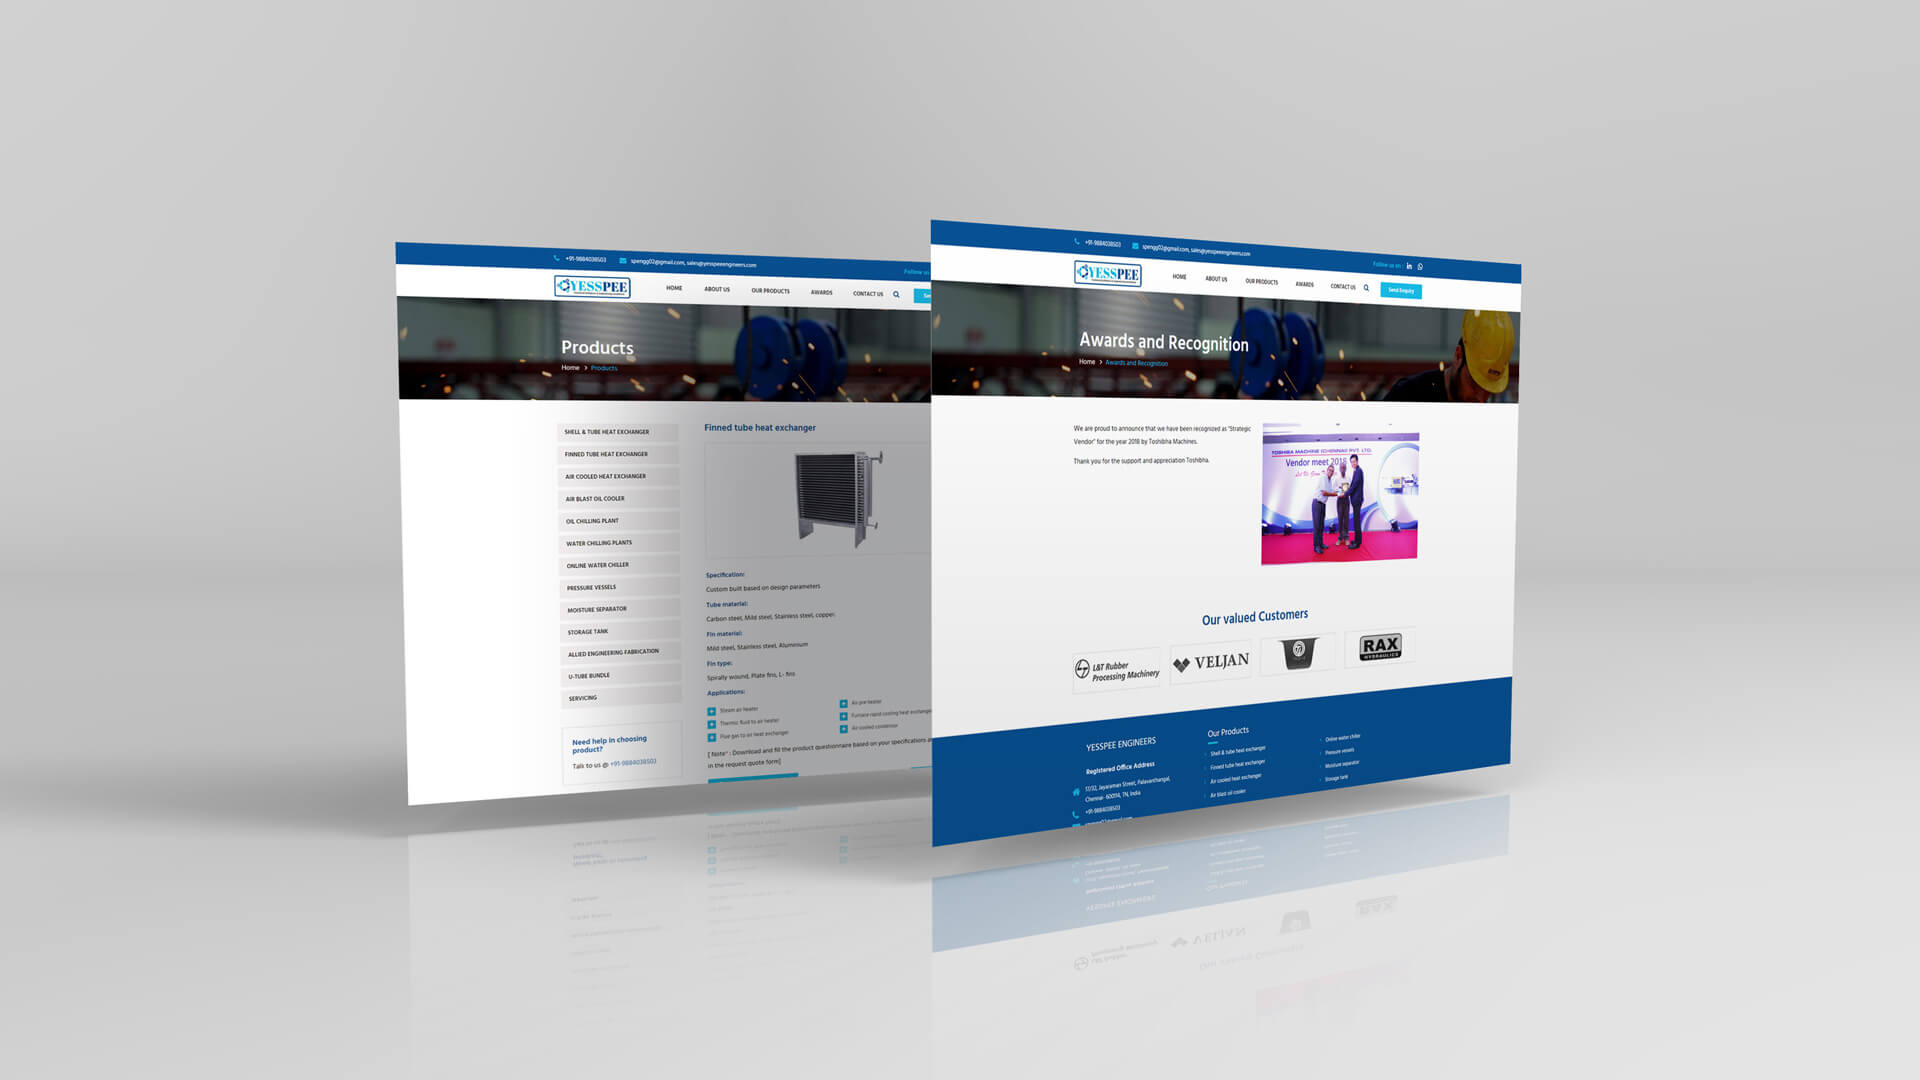 +91-9884038503
spengg02@gmail.com, sales@yesspeeengineers.com
Follow us
YESSPEE
HOME
ABOUT US
OUR PRODUCTS
AWARDS
CONTACT US
Products
Home > Products
SHELL & TUBE HEAT EXCHANGER
FINNED TUBE HEAT EXCHANGER
AIR COOLED HEAT EXCHANGER
AIR BLAST OIL COOLER
OIL CHILLING PLANT
WATER CHILLING PLANTS
ONLINE WATER CHILLER
PRESSURE VESSELS
MOISTURE SEPARATOR
STORAGE TANK
ALLIED ENGINEERING FABRICATION
U-TUBE BUNDLE
SERVICING
Need help in choosing
product?
Talk to us @ +91-9884038503
Finned tube heat exchanger
Specification:
Custom built based on design parameters
Tube material:
Carbon steel, Mild steel, Stainless steel, copper.
Fin material:
Mild steel, Stainless steel, Aluminium
Fin type:
Spirally wound, Plate fins, L- fins
Applications:
Steam air heater
Thermic fluid to air heater
Flue gas to air heat exchanger
Air pre heater
Furnace rapid cooling heat exchanger
Air cooled condensor
[ Note* : Download and fill the product questionnaire based on your specifications
in the request quote form]
+91-9884038503
spengg02@gmail.com, sales@yesspeeengineers.com
Follow us on :
YESSPEE
HOME
ABOUT US
OUR PRODUCTS
AWARDS
CONTACT US
Send Enquiry
Awards and Recognition
Home > Awards and Recognition
We are proud to announce that we have been recognized as "Strategic
Vendor" for the year 2018 by Toshibha Machines.
Thank you for the support and appreciation Toshibha.
TOSHIBA MACHINE (CHENNAI) PVT. LTD.
Vendor meet 2018
Our valued Customers
L&T Rubber
Processing Machinery
VELJAN
RAX
HYDRAULICS
YESSPEE ENGINEERS
Registered Office Address
17/32, Jayaraman Street, Palavanthangal,
Chennai- 600114, TN, India
+91-9884038503
spengg02@gmail.com
Our Products
Shell & tube heat exchanger
Finned tube heat exchanger
Air cooled heat exchanger
Air blast oil cooler
Online water chiller
Pressure vessels
Moisture separator
Storage tank